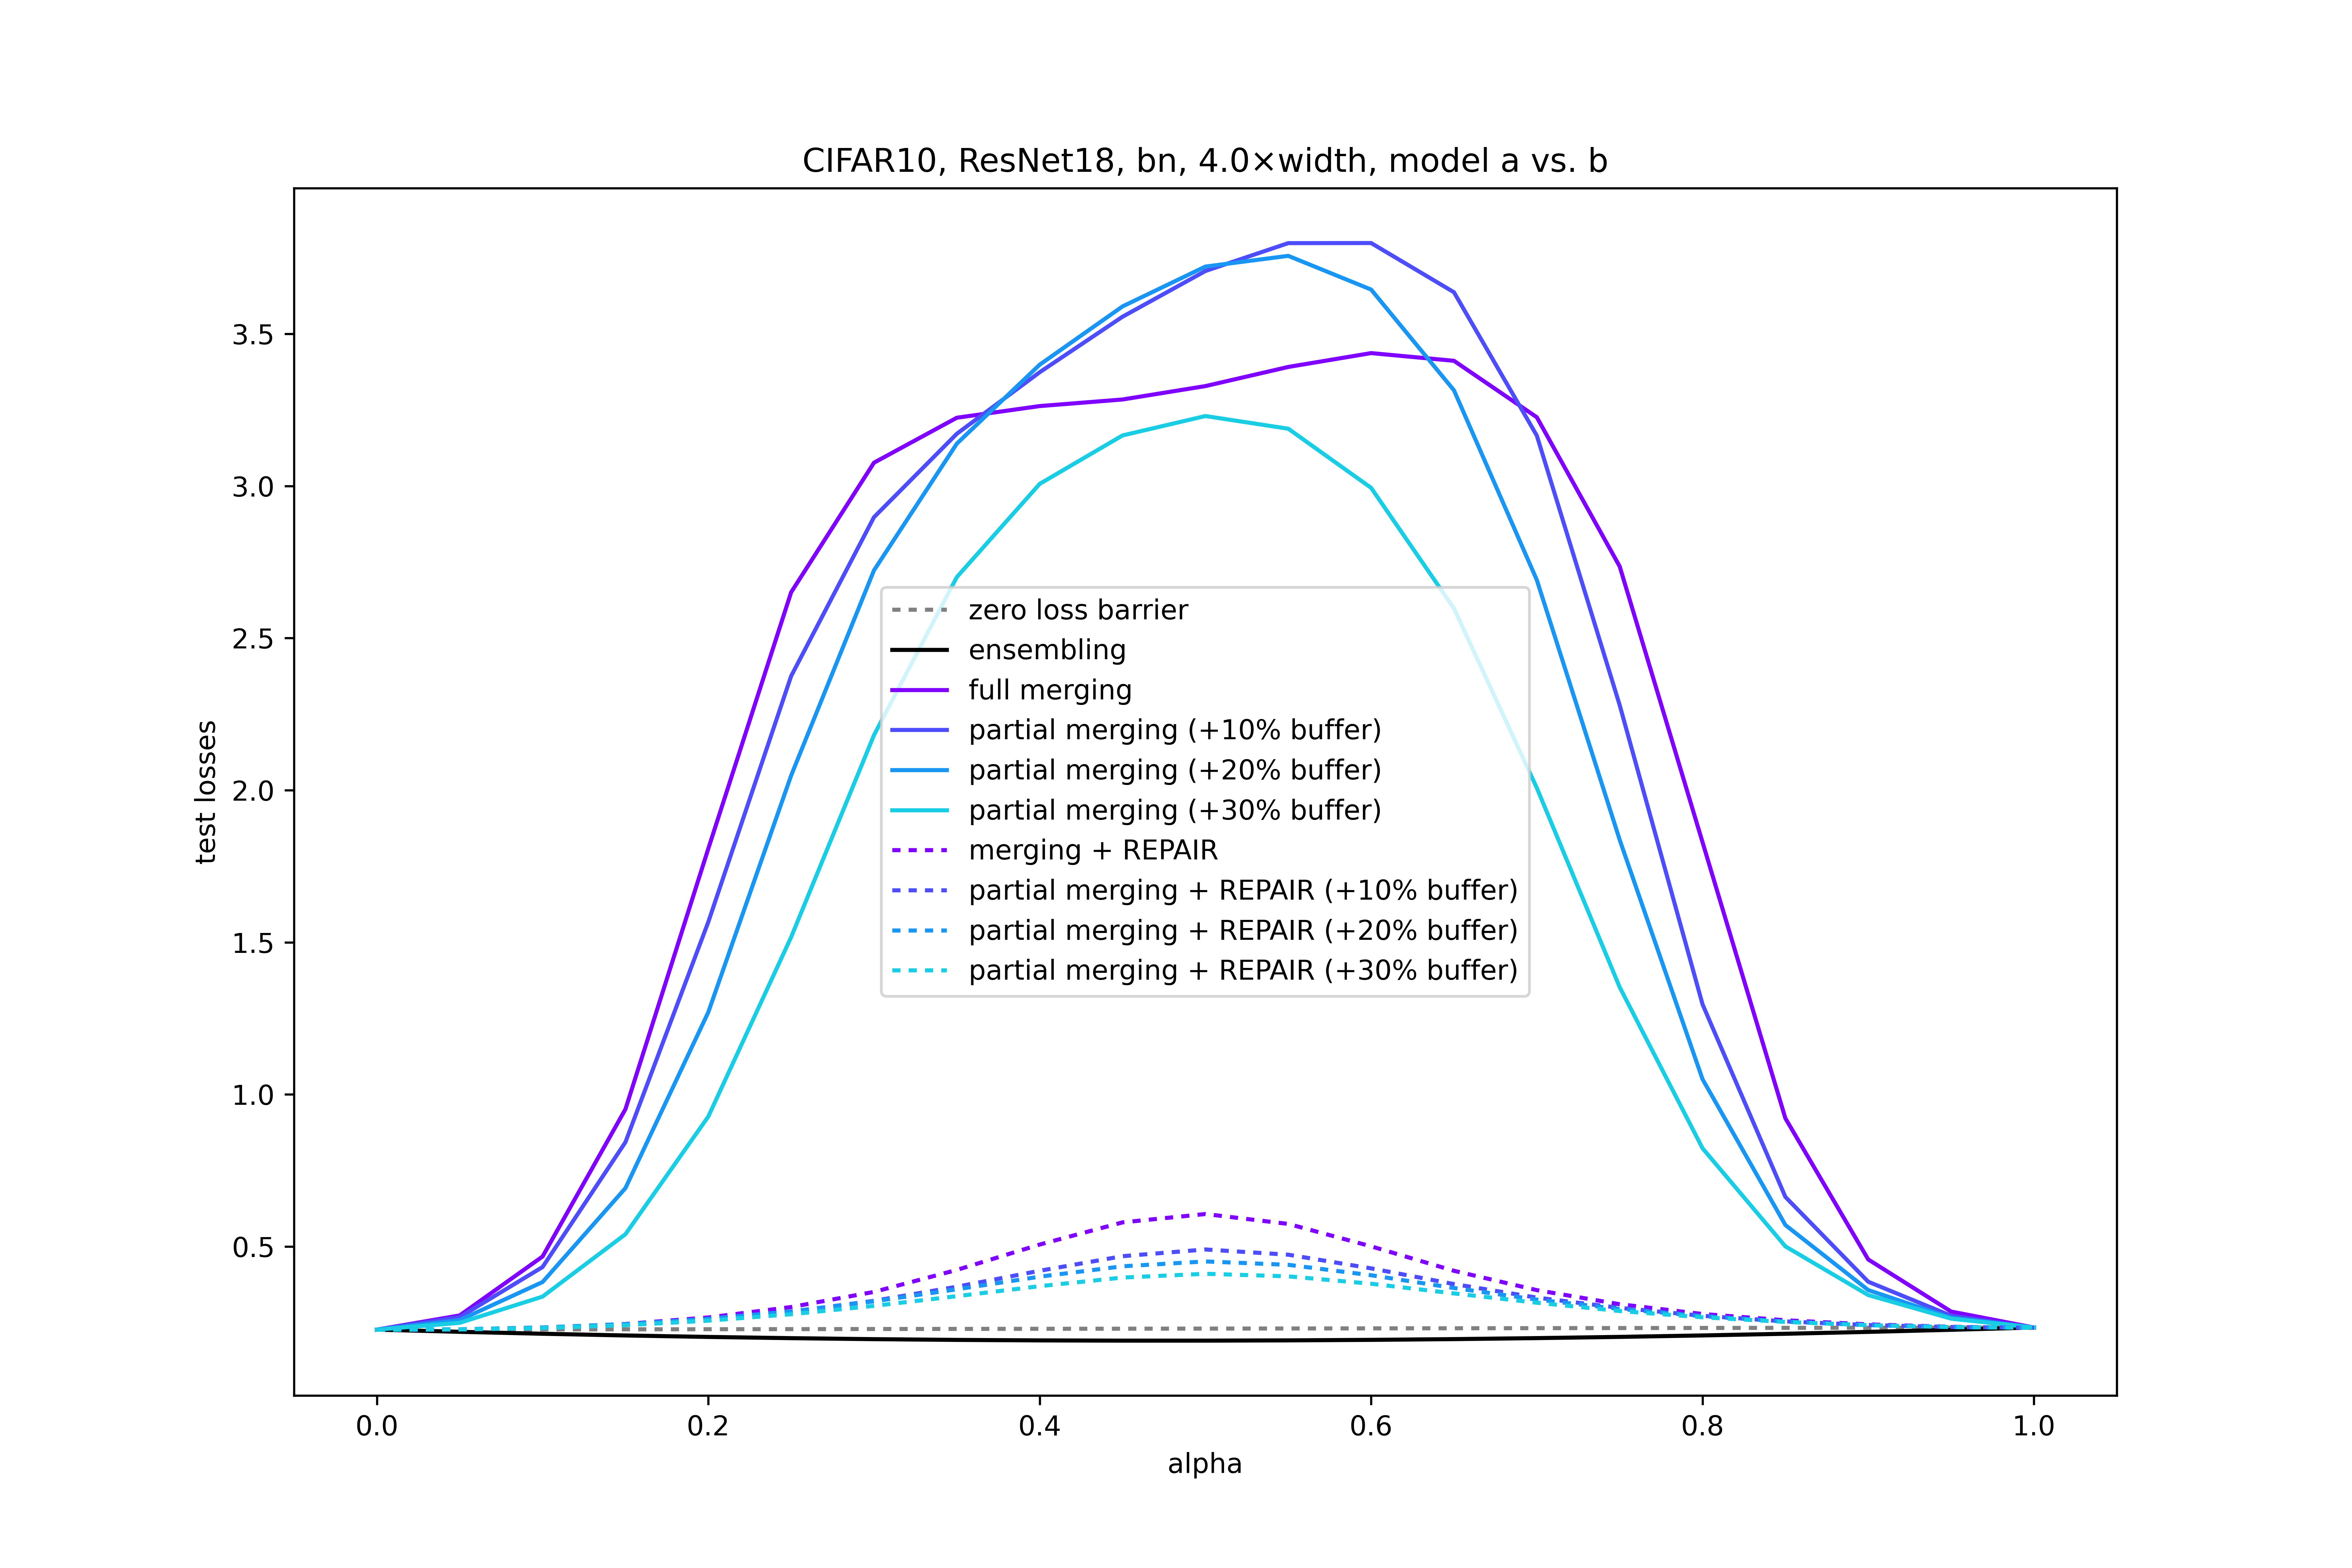 CIFAR10, ResNet18, bn, 4.0×width, model a vs. b
test losses
3.5
3.0
2.5
2.0
1.5
1.0
0.5
zero loss barrier
ensembling
full merging
partial merging (+10% buffer)
partial merging (+20% buffer)
partial merging (+30% buffer)
merging + REPAIR
partial merging + REPAIR (+10% buffer)
partial merging + REPAIR (+20% buffer)
partial merging + REPAIR (+30% buffer)
0.0 0.2 0.4 0.6 0.8 1.0
alpha